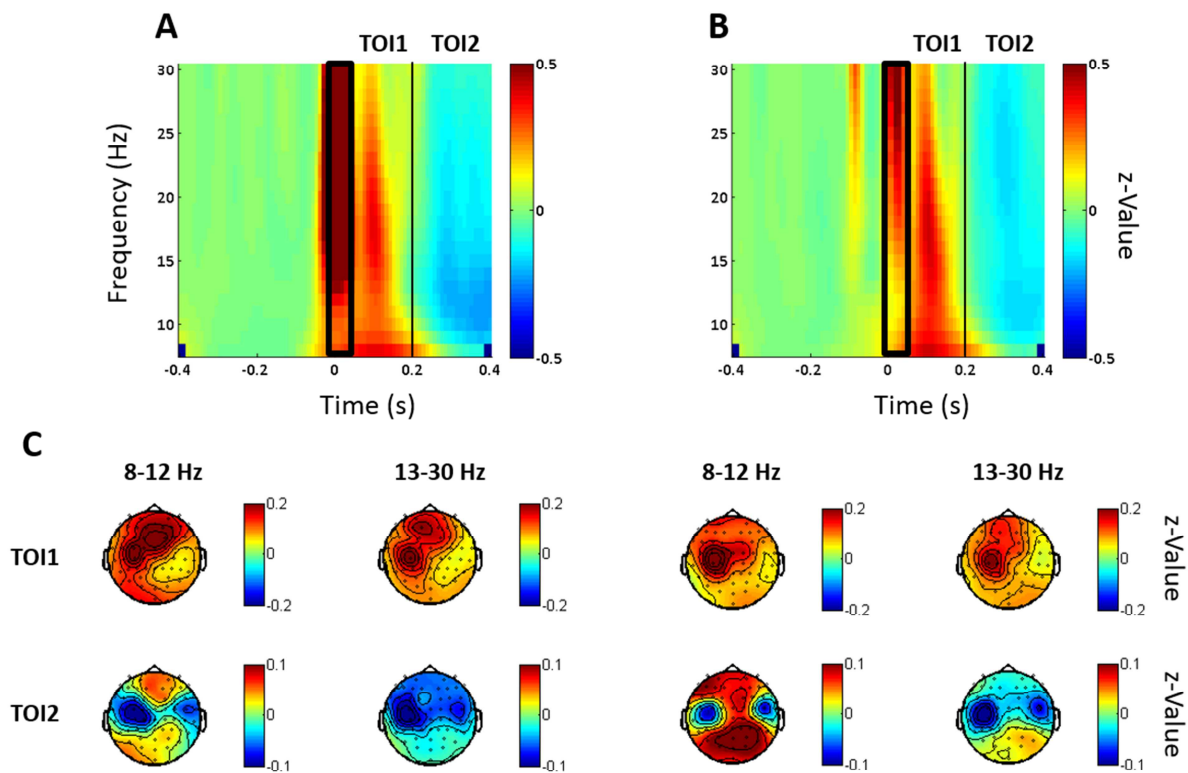 A B
TOI1 TOI2 TOI1 TOI2
30 0.5 30 0.5
25 25
20 0 20 0
15 15
10 10
-0.5 -0.5
Frequency (Hz)
z-Value
-0.4 -0.2 0 0.2 0.4 -0.4 -0.2 0 0.2 0.4
Time (s) Time (s)
C
8-12 Hz 13-30 Hz 8-12 Hz 13-30 Hz
0.2 0.2 0.2 0.2
TOI1 0 0 0 0 z-Value
-0.2 -0.2 -0.2 -0.2
0.1 0.1 0.1 0.1
TOI2 0 0 0 0 z-Value
-0.1 -0.1 -0.1 -0.1